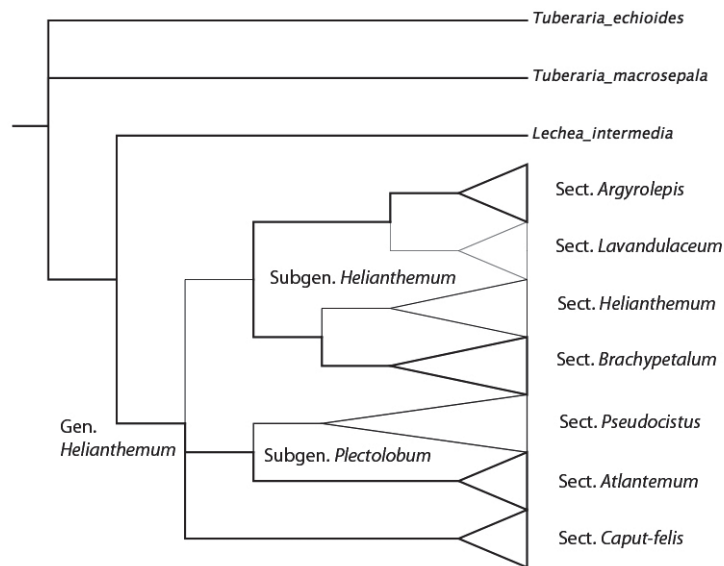 Tuberaria_echioides
Tuberaria_macrosepala
Lechea_intermedia
Sect. Argyrolepis
Sect. Lavandulaceum
Subgen. Helianthemum
Sect. Helianthemum
Sect. Brachypetalum
Gen.
Helianthemum
Sect. Pseudocistus
Subgen. Plectolobum
Sect. Atlantemum
Sect. Caput-felis